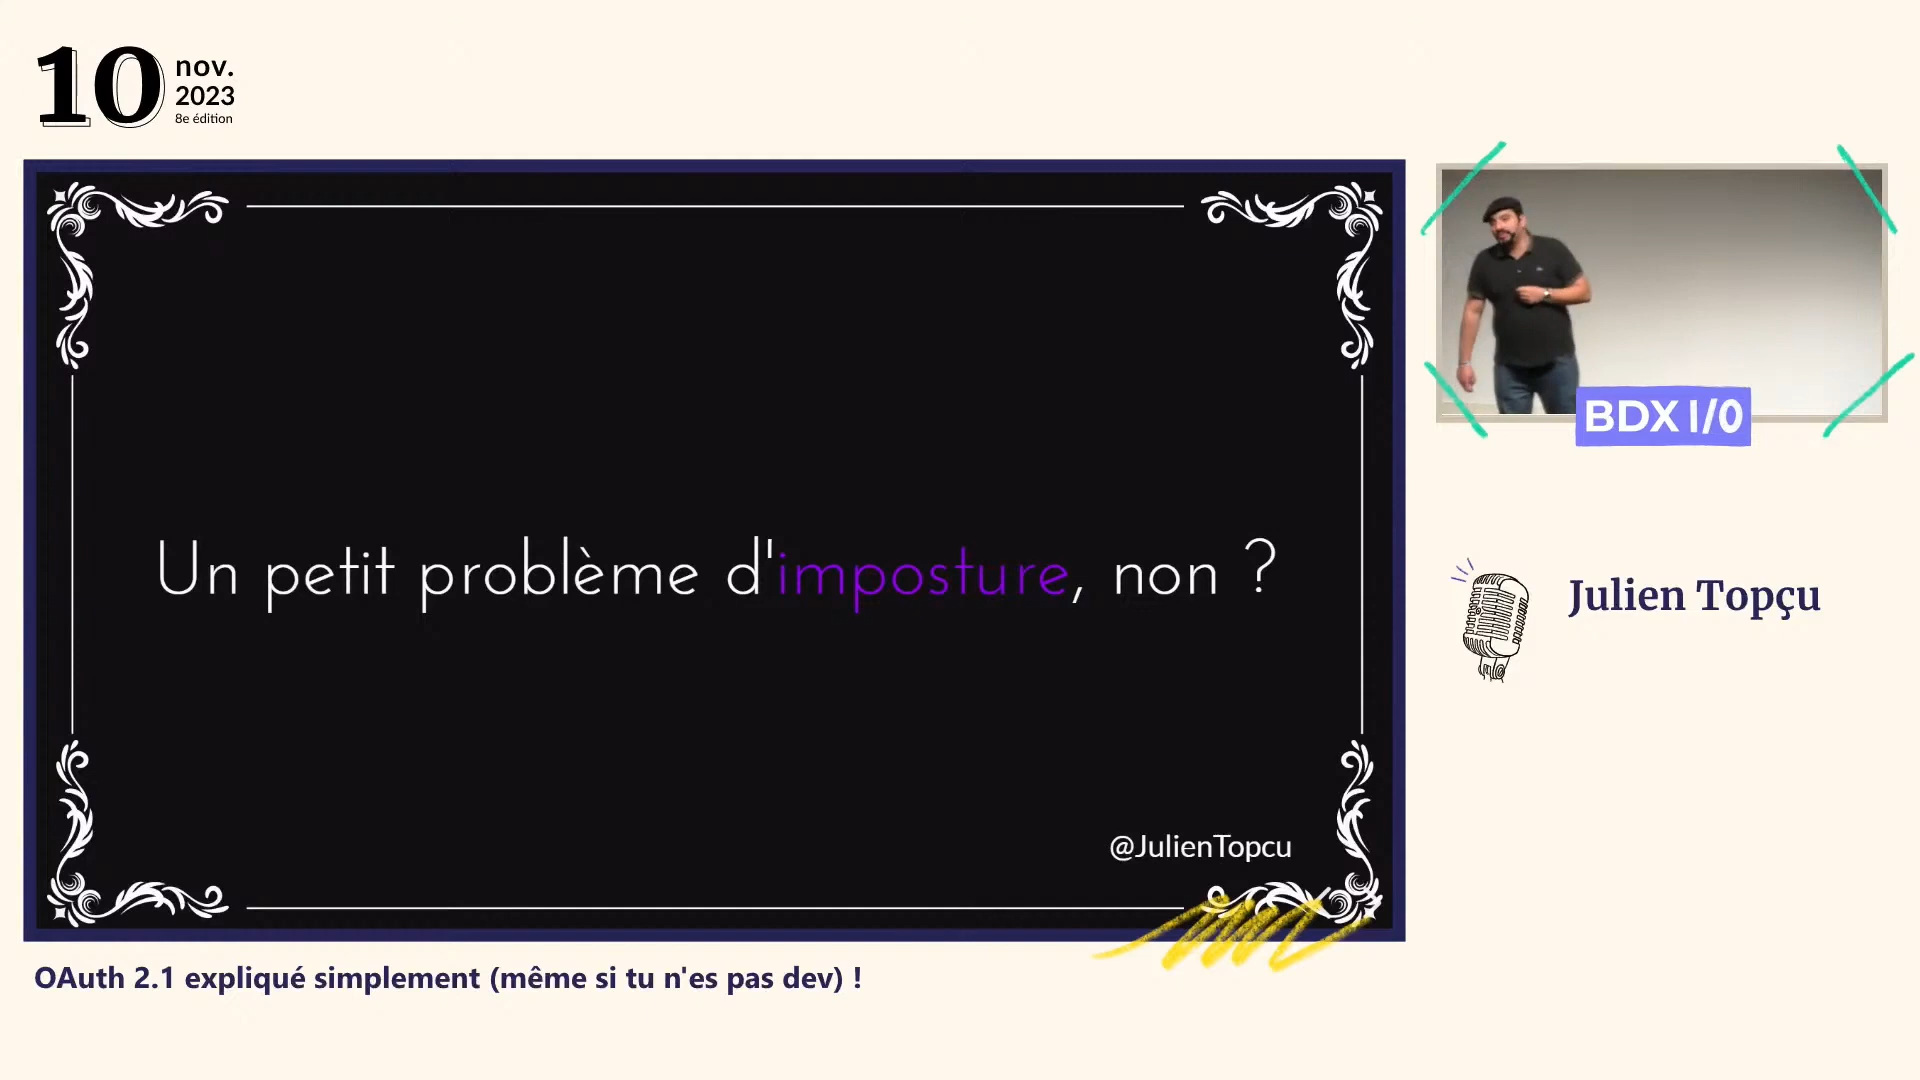 10
nov.
2023
8e édition
Un petit problème d'imposture, non ?
@JulienTopcu
BDX I/O
Julien Topçu
OAuth 2.1 expliqué simplement (même si tu n'es pas dev) !